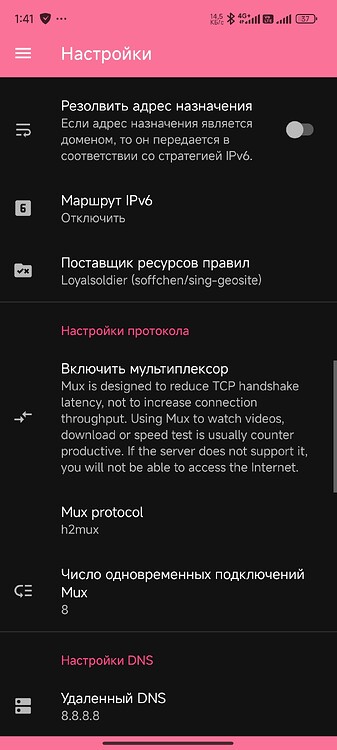 1:41
14,5
КБ/с
4G+
37
Настройки
Резолвить адрес назначения
Если адрес назначения является
доменом, то он передается в
соответствии со стратегией IPv6.
6
Маршрут IPv6
Отключить
Поставщик ресурсов правил
Loyalsoldier (soffchen/sing-geosite)
Настройки протокола
Включить мультиплексор
Mux is designed to reduce TCP handshake
latency, not to increase connection
throughput. Using Mux to watch videos,
download or speed test is usually counter
productive. If the server does not support it,
you will not be able to access the Internet.
Mux protocol
h2mux
Число одновременных подключений
Mux
8
Настройки DNS
Удаленный DNS
8.8.8.8